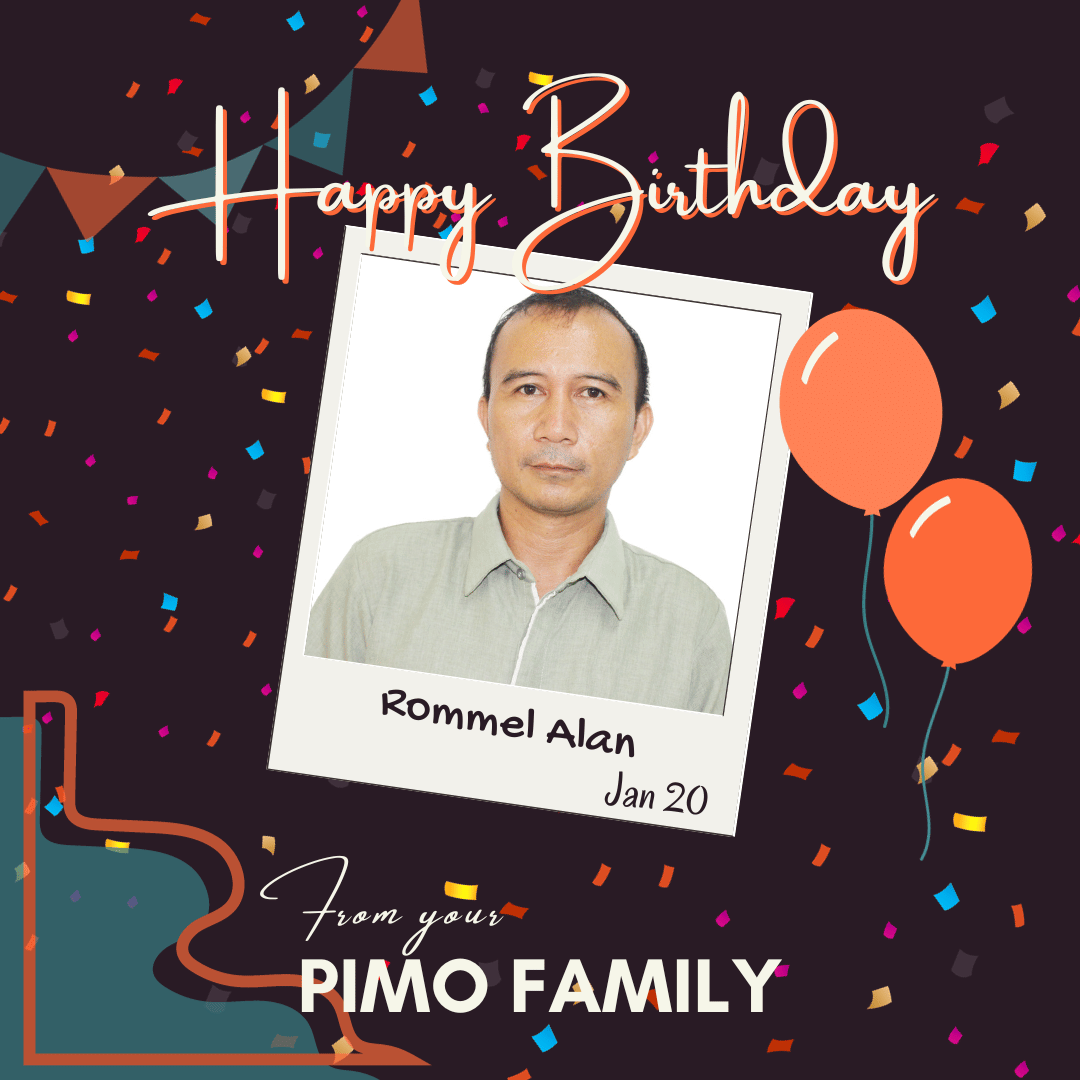 Happy Birthday
Rommel Alan
Jan 20
From your
PIMO FAMILY